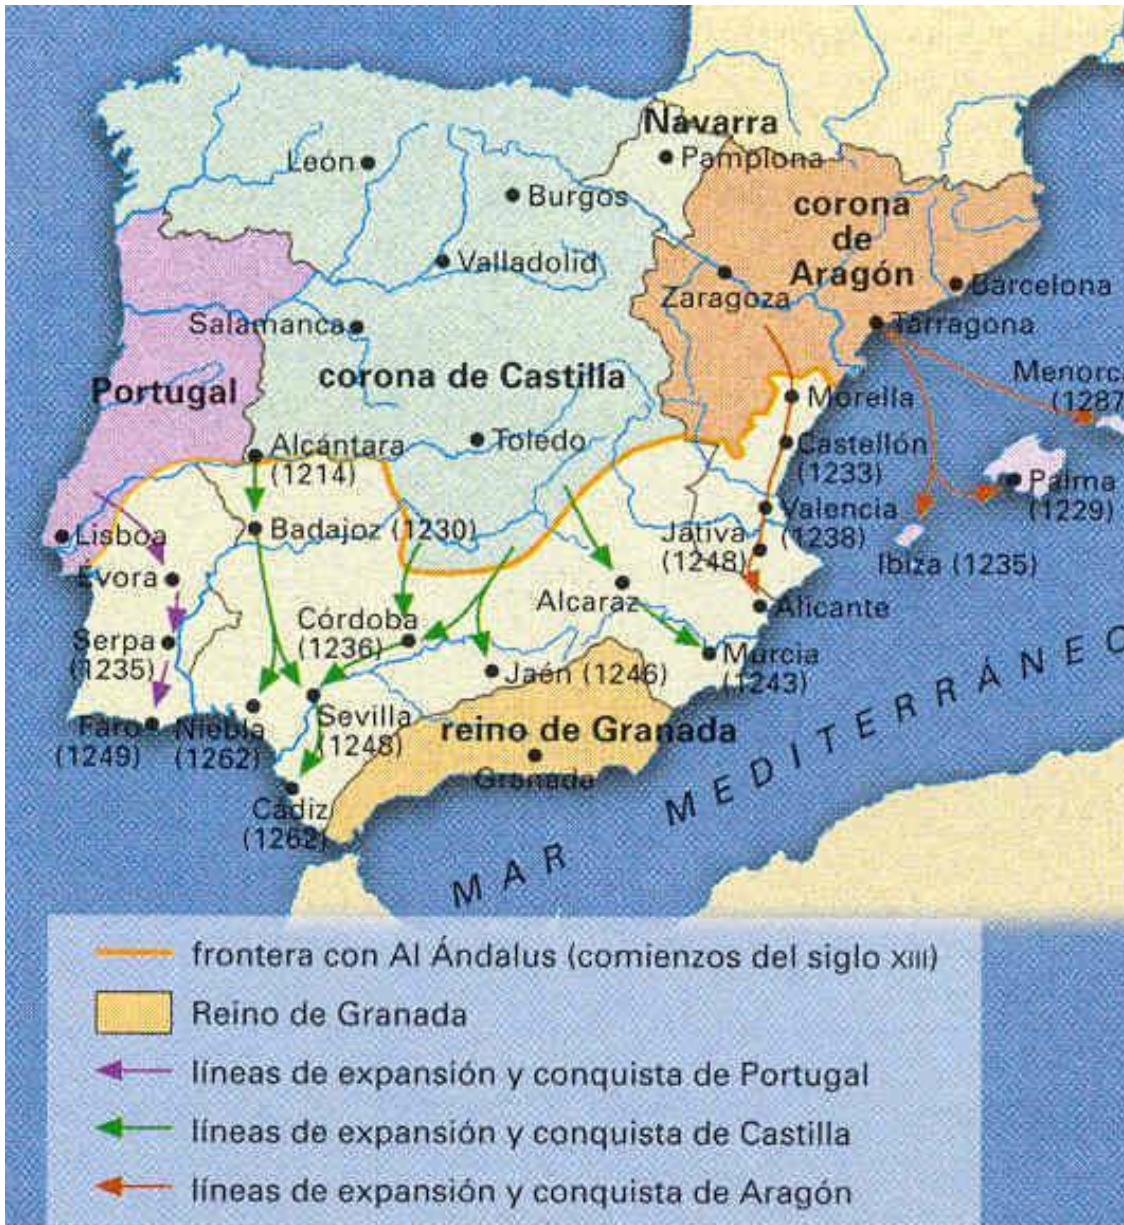 Navarra
León
Pamplona
Burgos
corona
de
Aragón
Valladolid
Zaragoza
Barcelona
Salamanca
Tarragona
Portugal
corona de Castilla
Menorca
(1287
Morella
Alcántara
(1214)
Toledo
Castellón
(1233)
Palma
(1229)
Lisboa
Badajoz (1230)
Valencia
(1238)
Játiva
(1248)
Ibiza (1235)
Evora
Alcaraz
Alicante
Serpa
(1235)
Córdoba
(1236)
Jaén (1246)
Murcia
(1243)
Faro
(1249)
Niebla
(1262)
Sevilla
(1248)
reino de Granada
Granada
Cádiz
(1262)
MAR MEDITERRÁNEO
frontera con Al Ándalus (comienzos del siglo XIII)
Reino de Granada
líneas de expansión y conquista de Portugal
líneas de expansión y conquista de Castilla
líneas de expansión y conquista de Aragón